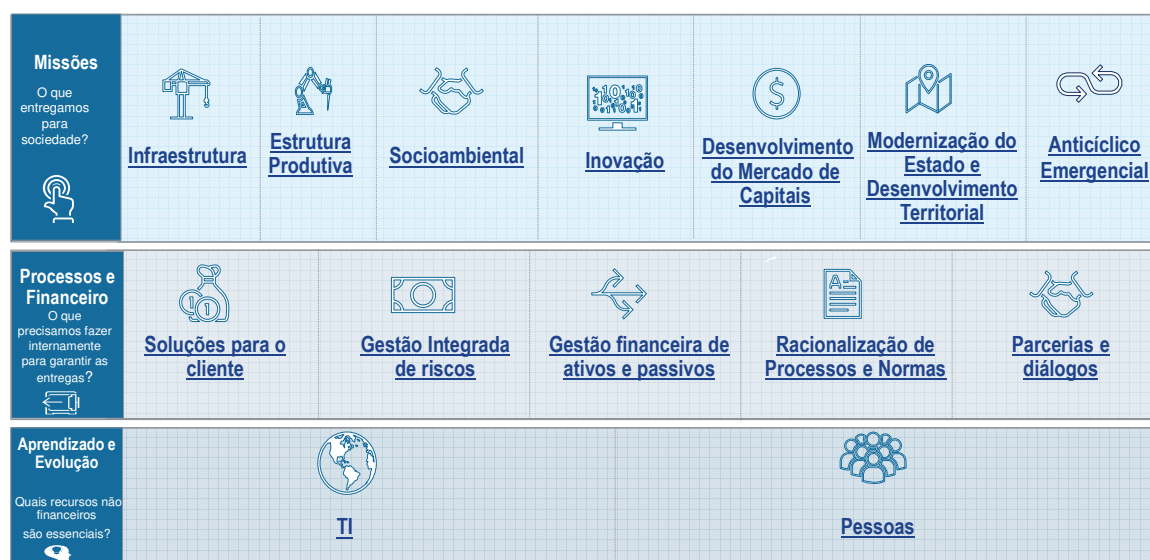 Missões
O que
entregamos
para
sociedade?
Infraestrutura
Estrutura
Produtiva
Socioambiental
Inovação
Desenvolvimento
do Mercado de
Capitais
Modernização do
Estado e
Desenvolvimento
Territorial
Anticíclico
Emergencial
Processos e
Financeiro
O que
precisamos fazer
internamente
para garantir as
entregas?
Soluções para o
cliente
Gestão Integrada
de riscos
Gestão financeira de
ativos e passivos
Racionalização de
Processos e Normas
Parcerias e
diálogos
Aprendizado e
Evolução
Quais recursos não
financeiros
são essenciais?
TI
Pessoas